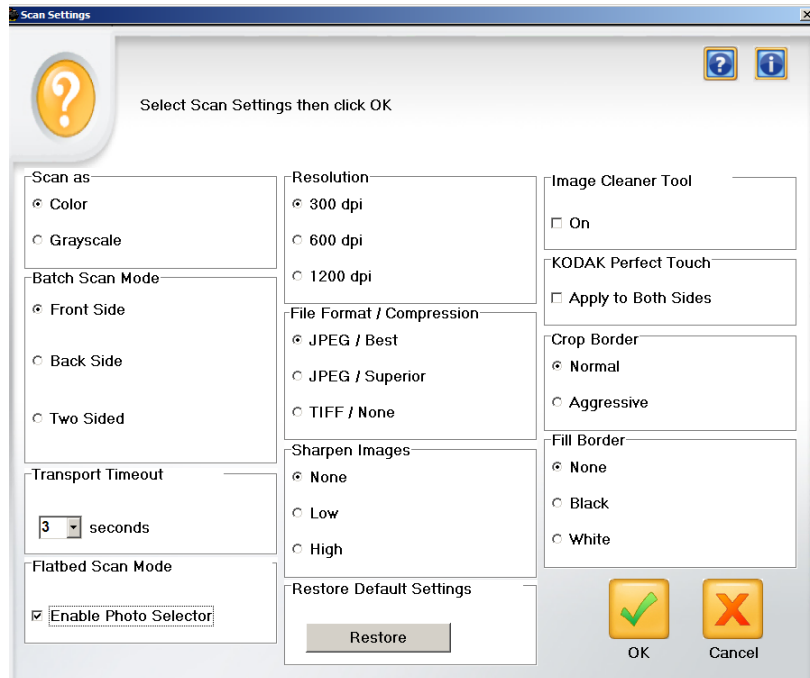 Scan Settings
Select Scan Settings then click OK
Scan as
Color
Grayscale
Batch Scan Mode
Front Side
Back Side
Two Sided
Transport Timeout
3 seconds
Flatbed Scan Mode
Enable Photo Selector
Resolution
300 dpi
600 dpi
1200 dpi
File Format / Compression
JPEG / Best
JPEG / Superior
TIFF / None
Sharpen Images
None
Low
High
Restore Default Settings
Restore
Image Cleaner Tool
On
KODAK Perfect Touch
Apply to Both Sides
Crop Border
Normal
Aggressive
Fill Border
None
Black
White
OK
Cancel